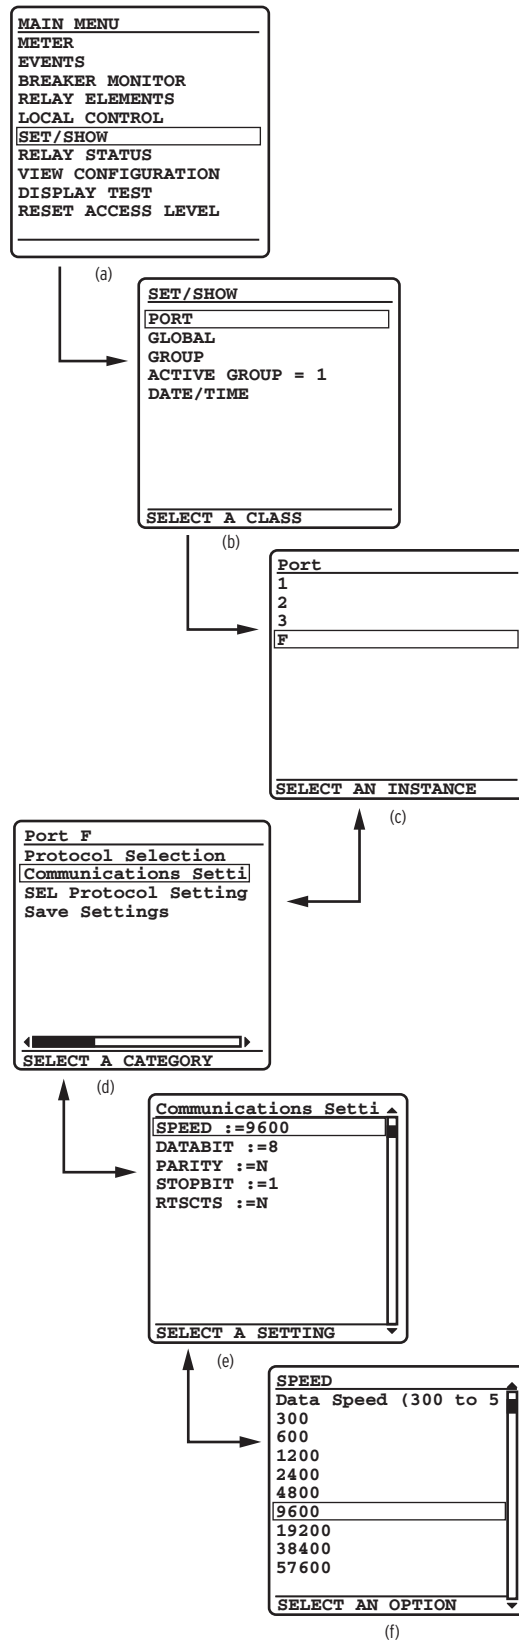 MAIN MENU
METER
EVENTS
BREAKER MONITOR
RELAY ELEMENTS
LOCAL CONTROL
SET/SHOW
RELAY STATUS
VIEW CONFIGURATION
DISPLAY TEST
RESET ACCESS LEVEL
(a)
SET/SHOW
PORT
GLOBAL
GROUP
ACTIVE GROUP = 1
DATE/TIME
SELECT A CLASS
(b)
Port
1
2
3
F
SELECT AN INSTANCE
(c)
Port F
Protocol Selection
Communications Setti
SEL Protocol Setting
Save Settings
SELECT A CATEGORY
(d)
Communications Setti
SPEED :=9600
DATABIT :=8
PARITY :=N
STOPBIT :=1
RTSCTS :=N
SELECT A SETTING
(e)
SPEED
Data Speed (300 to 5
300
600
1200
2400
4800
9600
19200
38400
57600
SELECT AN OPTION
(f)